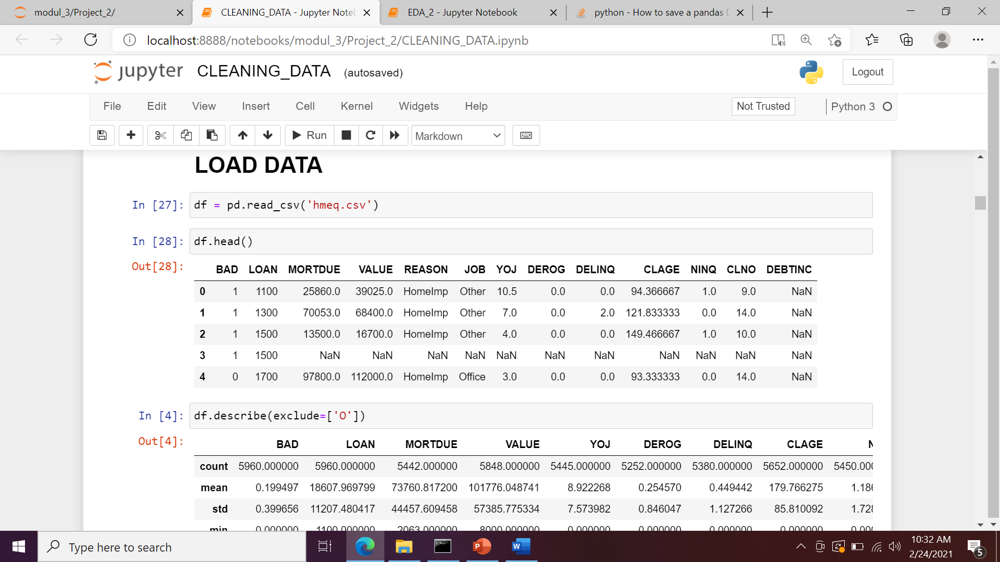 modul_3/Project_2/
CLEANING_DATA - Jupyter Noteb
EDA_2 - Jupyter Notebook
python - How to save a pandas D
localhost:8888/notebooks/modul_3/Project_2/CLEANING_DATA.ipynb
jupyter CLEANING_DATA (autosaved)
Logout
File Edit View Insert Cell Kernel Widgets Help
Not Trusted
Python 3
Run
Markdown
LOAD DATA
In [27]: df = pd.read_csv('hmeq.csv')
In [28]: df.head()
Out[28]:
BAD LOAN MORTDUE VALUE REASON JOB YOJ DEROG DELINQ CLAGE NINQ CLNO DEBTINC
0 1 1100 25860.0 39025.0 HomeImp Other 10.5 0.0 0.0 94.366667 1.0 9.0 NaN
1 1 1300 70053.0 68400.0 HomeImp Other 7.0 0.0 2.0 121.833333 0.0 14.0 NaN
2 1 1500 13500.0 16700.0 HomeImp Other 4.0 0.0 0.0 149.466667 1.0 10.0 NaN
3 1 1500 NaN NaN NaN NaN NaN NaN NaN NaN NaN NaN NaN
4 0 1700 97800.0 112000.0 HomeImp Office 3.0 0.0 0.0 93.333333 0.0 14.0 NaN
In [4]: df.describe(exclude=['O'])
Out[4]:
BAD LOAN MORTDUE VALUE YOJ DEROG DELINQ CLAGE N
count 5960.000000 5960.000000 5442.000000 5848.000000 5445.000000 5252.000000 5380.000000 5652.000000 5450.000
mean 0.199497 18607.969799 73760.817200 101776.048741 8.922268 0.254570 0.449442 179.766275 1.186
std 0.399656 11207.480417 44457.609458 57385.775334 7.573982 0.846047 1.127266 85.810092 1.728
min 0.000000 1100.000000 2063.000000 8000.000000 0.000000 0.000000 0.000000 0.000000 0.000
Type here to search
10:32 AM
2/24/2021
5